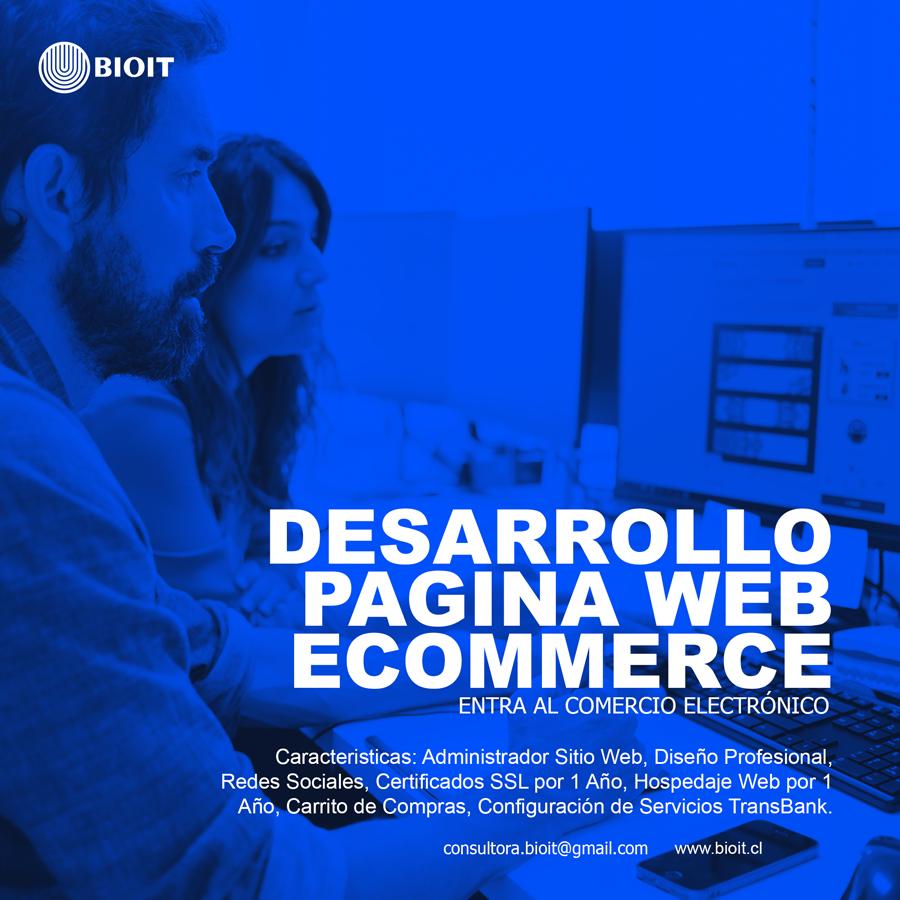 BIOIT
DESARROLLO
PAGINA WEB
ECOMMERCE
ENTRA AL COMERCIO ELECTRÓNICO
Caracteristicas: Administrador Sitio Web, Diseño Profesional,
Redes Sociales, Certificados SSL por 1 Año, Hospedaje Web por 1
Año, Carrito de Compras, Configuración de Servicios TransBank.
consultora.bioit@gmail.com www.bioit.cl